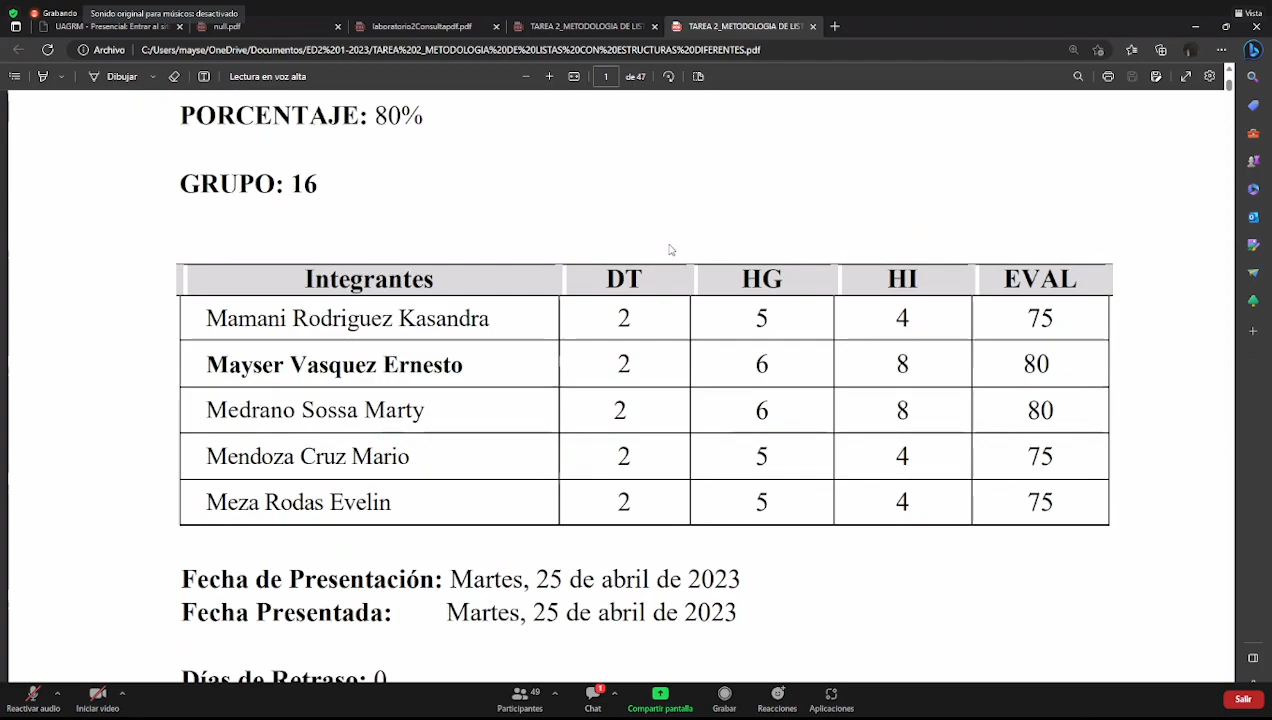 Grabando
Sonido original para músicos: desactivado
Vista
UAGRM - Presencial: Entrar al sit
null.pdf
laboratorio2Consultapdf.pdf
TAREA 2_METODOLOGIA DE LIST
TAREA 2_METODOLOGIA DE LIST
Archivo
C:/Users/mayse/OneDrive/Documentos/ED2%201-2023/TAREA%202_METODOLOGIA%20DE%20LISTAS%20CON%20ESTRUCTURAS%20DIFERENTES.pdf
Dibujar
Lectura en voz alta
1 de 47
PORCENTAJE: 80%
GRUPO: 16
Integrantes DT HG HI EVAL
Mamani Rodriguez Kasandra 2 5 4 75
Mayser Vasquez Ernesto 2 6 8 80
Medrano Sossa Marty 2 6 8 80
Mendoza Cruz Mario 2 5 4 75
Meza Rodas Evelin 2 5 4 75
Fecha de Presentación: Martes, 25 de abril de 2023
Fecha Presentada: Martes, 25 de abril de 2023
Días de Retraso: 0
Reactivar audio
Iniciar video
49
Participantes
1
Chat
Compartir pantalla
Grabar
Reacciones
Aplicaciones
Salir